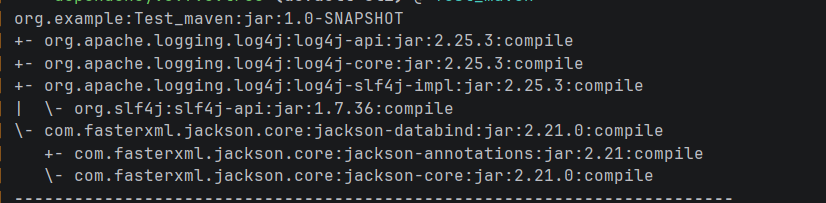 org.example:Test_maven:jar:1.0-SNAPSHOT
+- org.apache.logging.log4j:log4j-api:jar:2.25.3:compile
+- org.apache.logging.log4j:log4j-core:jar:2.25.3:compile
+- org.apache.logging.log4j:log4j-slf4j-impl:jar:2.25.3:compile
|  \- org.slf4j:slf4j-api:jar:1.7.36:compile
\- com.fasterxml.jackson.core:jackson-databind:jar:2.21.0:compile
   +- com.fasterxml.jackson.core:jackson-annotations:jar:2.21:compile
   \- com.fasterxml.jackson.core:jackson-core:jar:2.21.0:compile
------------------------------------------------------------------------